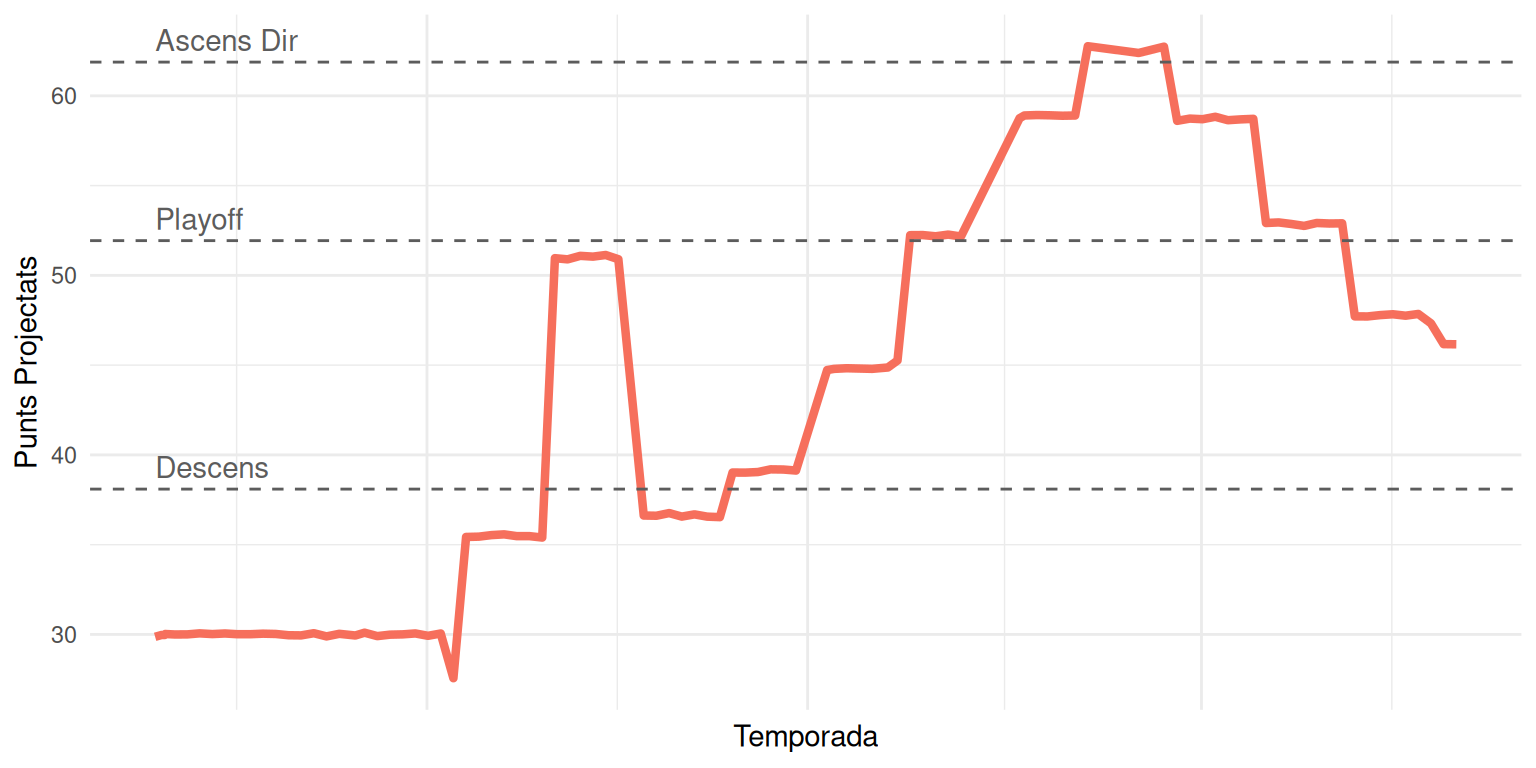 Ascens Dir
60
Playoff
50
Punts Projectats
40
Descens
30
Temporada